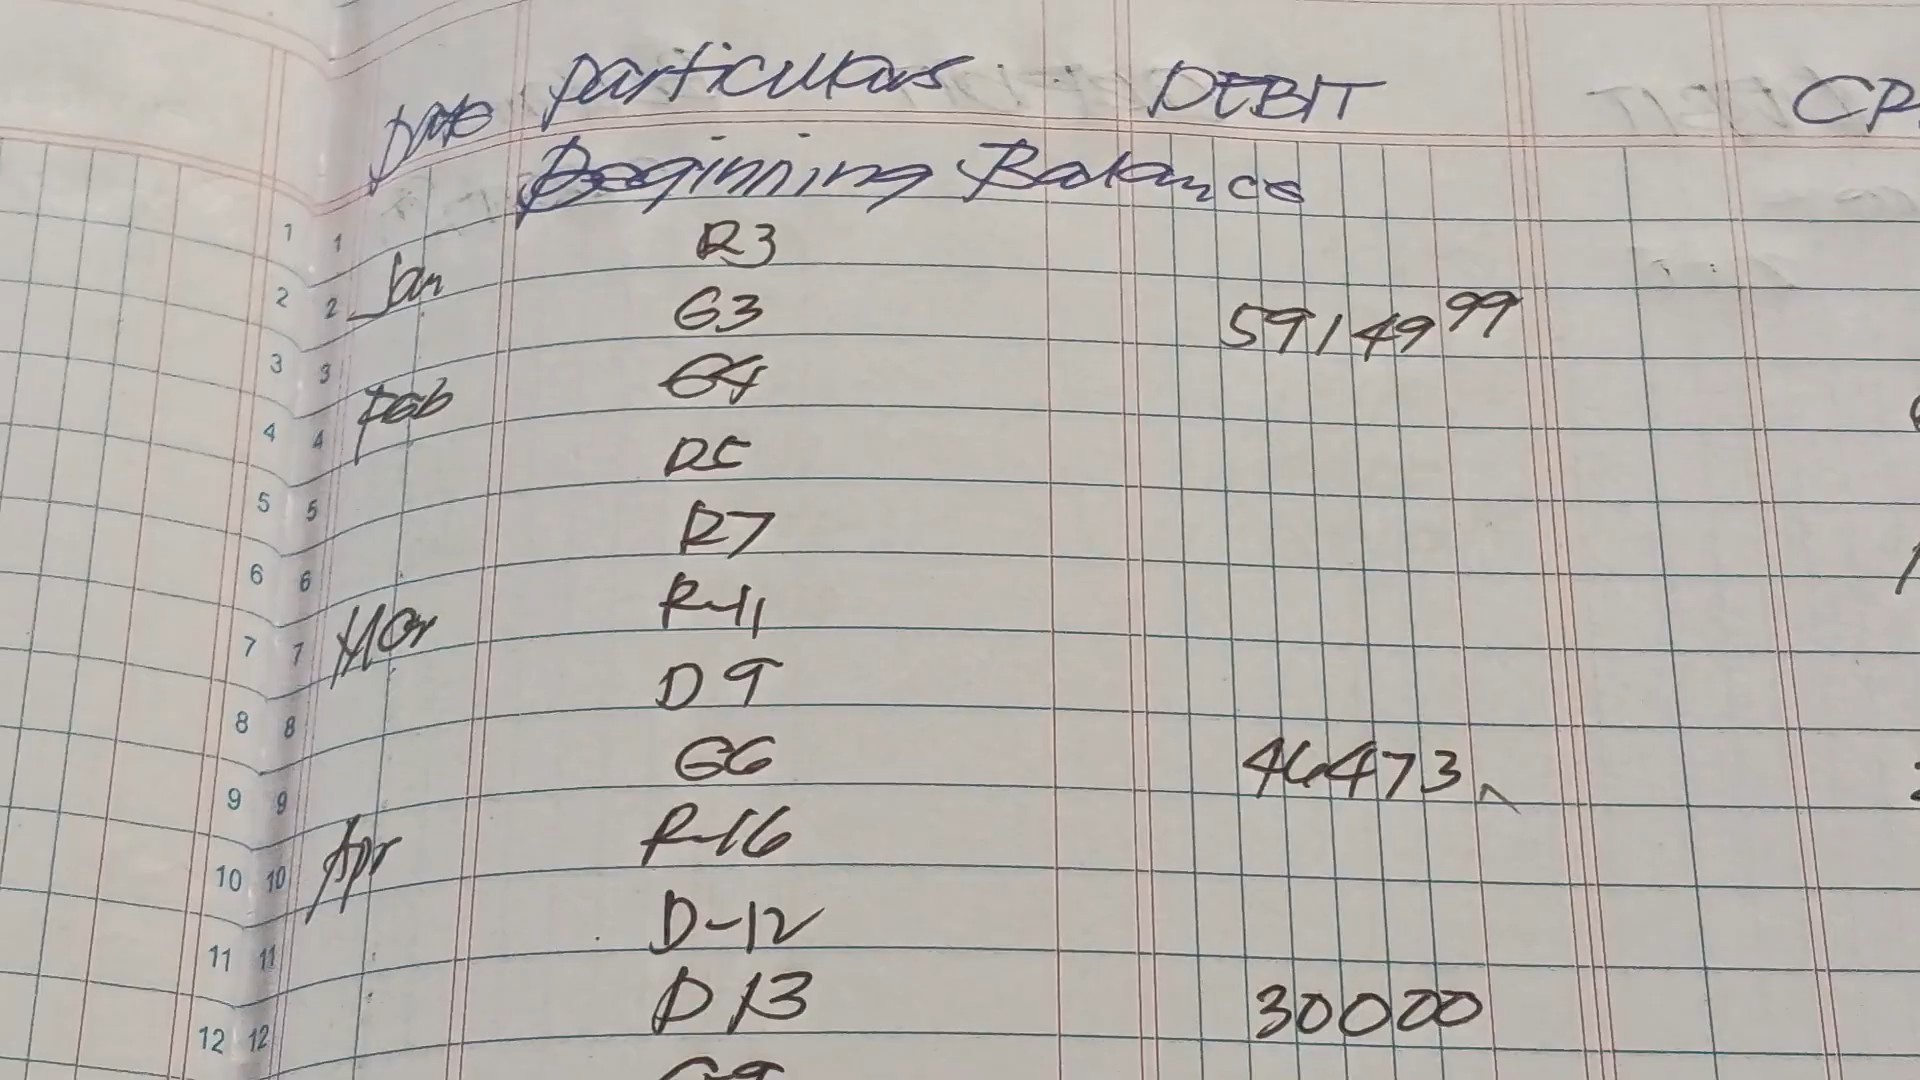 Date particulars DEBIT
Beginning Balance
1 1 R3
2 2 Jan G3 59149 99
3 3 G4
4 4 Feb R5
5 5 R7
6 6 R-11
7 7 Mar D9
8 8 G6 46473
9 9 R-16
10 10 Apr D-12
11 11 D13 30000
12 12